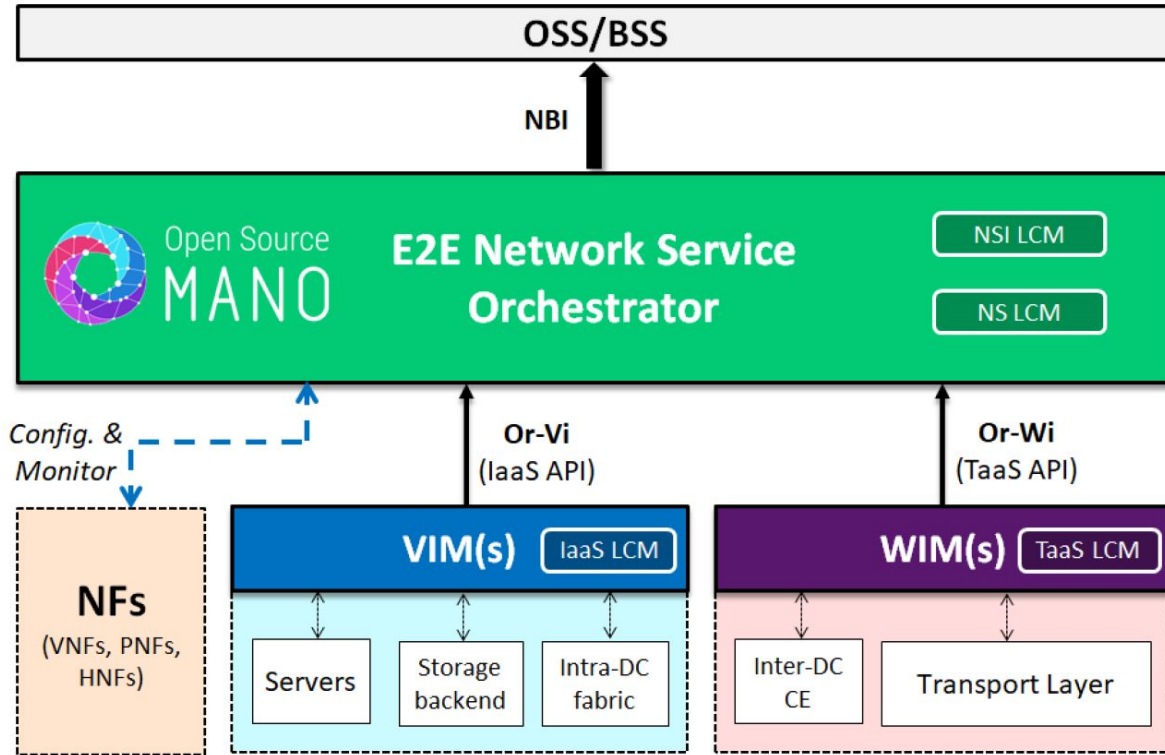 OSS/BSS
NBI
Open Source
MANO
E2E Network Service
Orchestrator
NSI LCM
NS LCM
Config. &
Monitor
Or-Vi
(IaaS API)
Or-Wi
(TaaS API)
NFs
(VNFs, PNFs,
HNFs)
VIM(s)
IaaS LCM
Servers
Storage
backend
Intra-DC
fabric
WIM(s)
TaaS LCM
Inter-DC
CE
Transport Layer